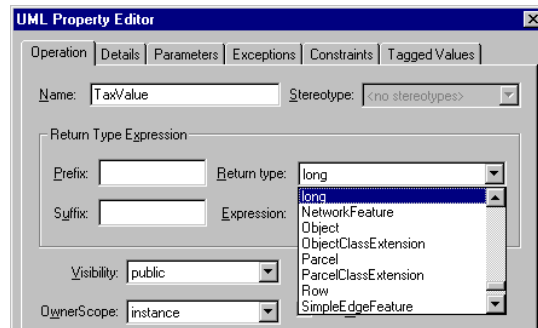 UML Property Editor
Operation Details Parameters Exceptions Constraints Tagged Values
Name: TaxValue Stereotype: <no stereotypes>
Return Type Expression
Prefix: Return type: long
long
NetworkFeature
Suffix: Expression: Object
ObjectClassExtension
Parcel
Visibility: public ParcelClassExtension
Row
OwnerScope: instance SimpleEdgeFeature